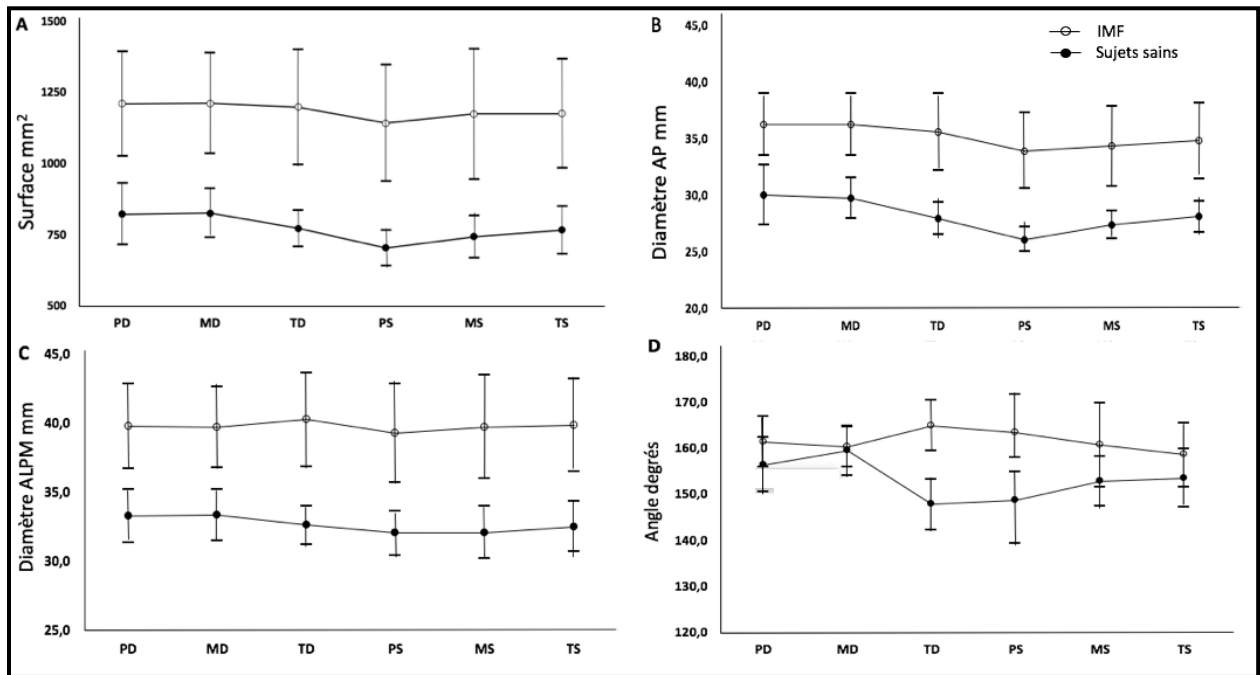 A
Surface mm²
1500
1250
1000
750
500
PD MD TD PS MS TS
B
Diamètre AP mm
45,0
40,0
35,0
30,0
25,0
20,0
PD MD TD PS MS TS
IMF
Sujets sains
C
Diamètre ALPM mm
45,0
40,0
35,0
30,0
25,0
PD MD TD PS MS TS
D
Angle degrés
180,0
170,0
160,0
150,0
140,0
130,0
120,0
PD MD TD PS MS TS